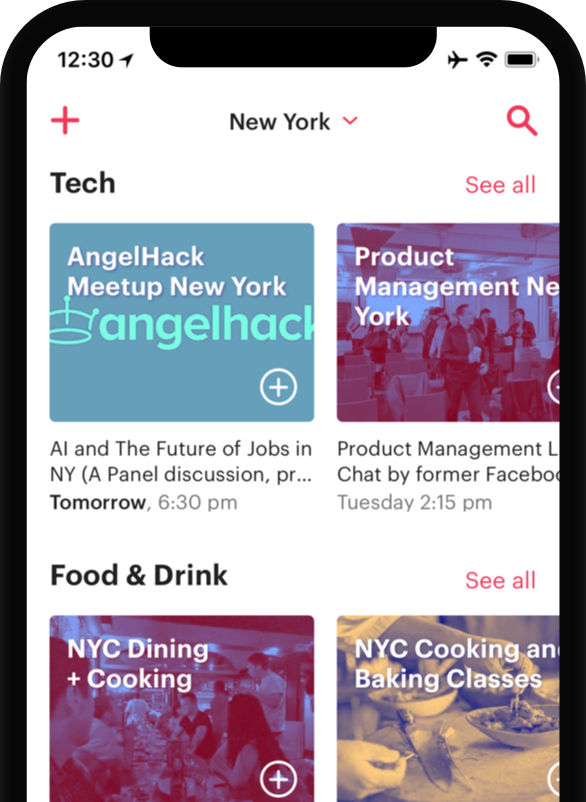 12:30
New York
Tech
See all
AngelHack
Meetup New York
angelhack
Product
Management Ne
York
AI and The Future of Jobs in
NY (A Panel discussion, pr...
Tomorrow, 6:30 pm
Product Management L
Chat by former Faceboo
Tuesday 2:15 pm
Food & Drink
See all
NYC Dining
+ Cooking
NYC Cooking an
Baking Classes